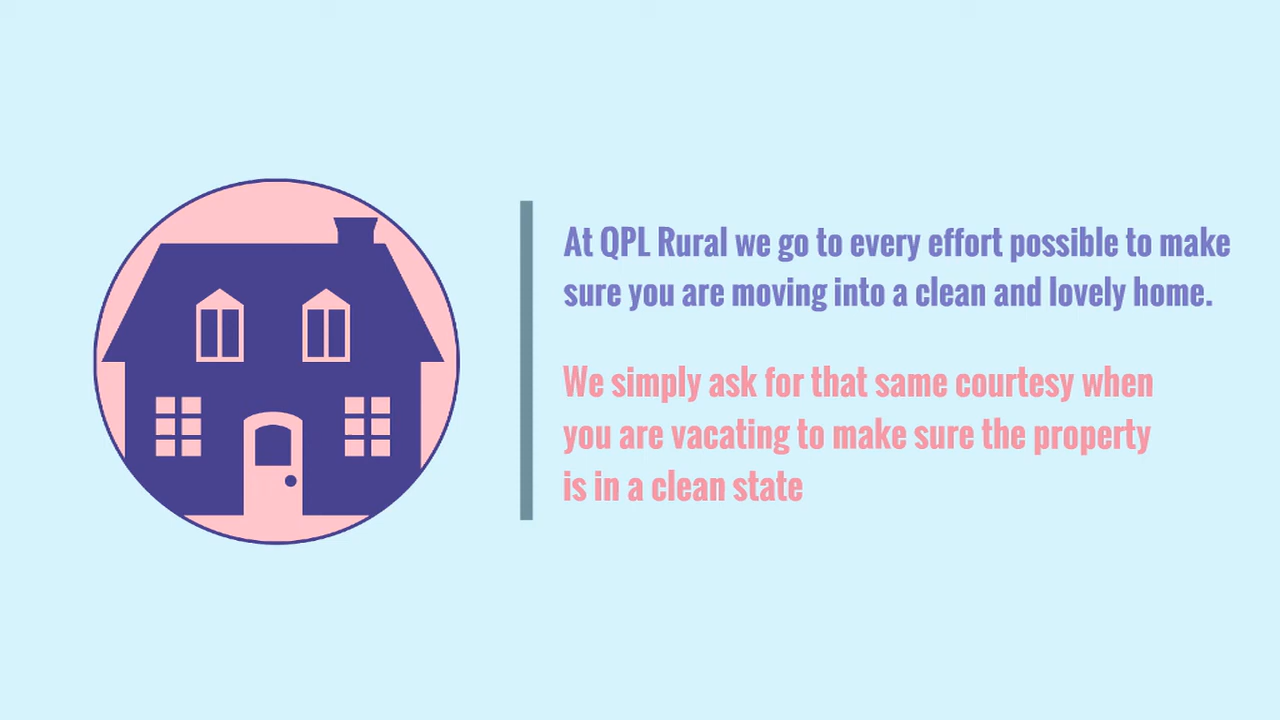 At QPL Rural we go to every effort possible to make
sure you are moving into a clean and lovely home.
We simply ask for that same courtesy when
you are vacating to make sure the property
is in a clean state